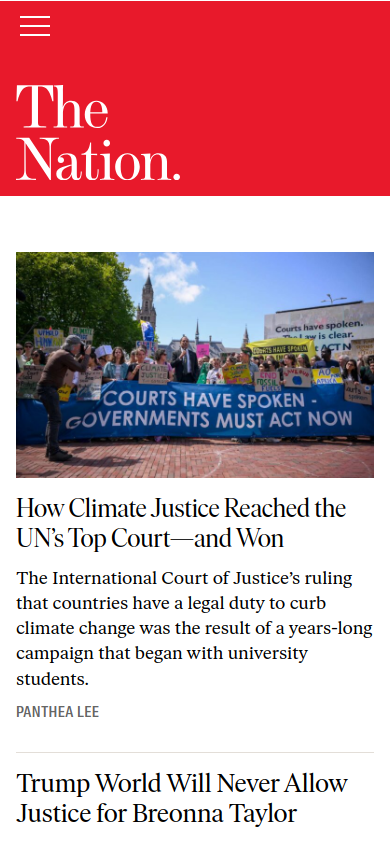 The
Nation.
Courts have spoken.
The Law is clear.
ACT N
COURTS HAVE SPOKEN
CLIMATE
JUSTICE
COURTS HAVE SPOKEN -
GOVERNMENTS MUST ACT NOW
How Climate Justice Reached the
UN’s Top Court—and Won
The International Court of Justice’s ruling
that countries have a legal duty to curb
climate change was the result of a years-long
campaign that began with university
students.
PANTHEA LEE
Trump World Will Never Allow
Justice for Breonna Taylor